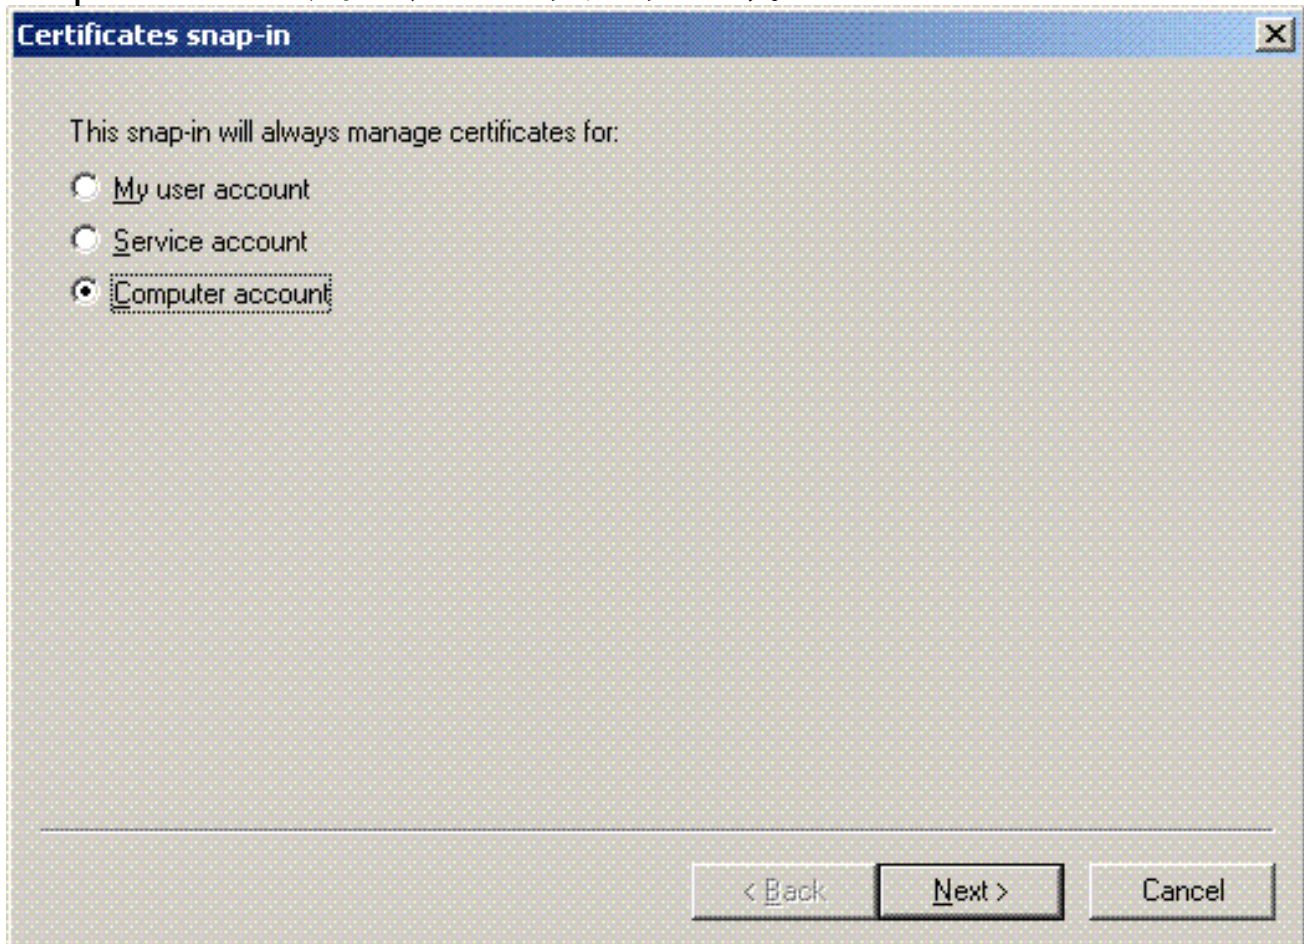 Certificates snap-in
This snap-in will always manage certificates for:
My user account
Service account
Computer account
< Back
Next >
Cancel